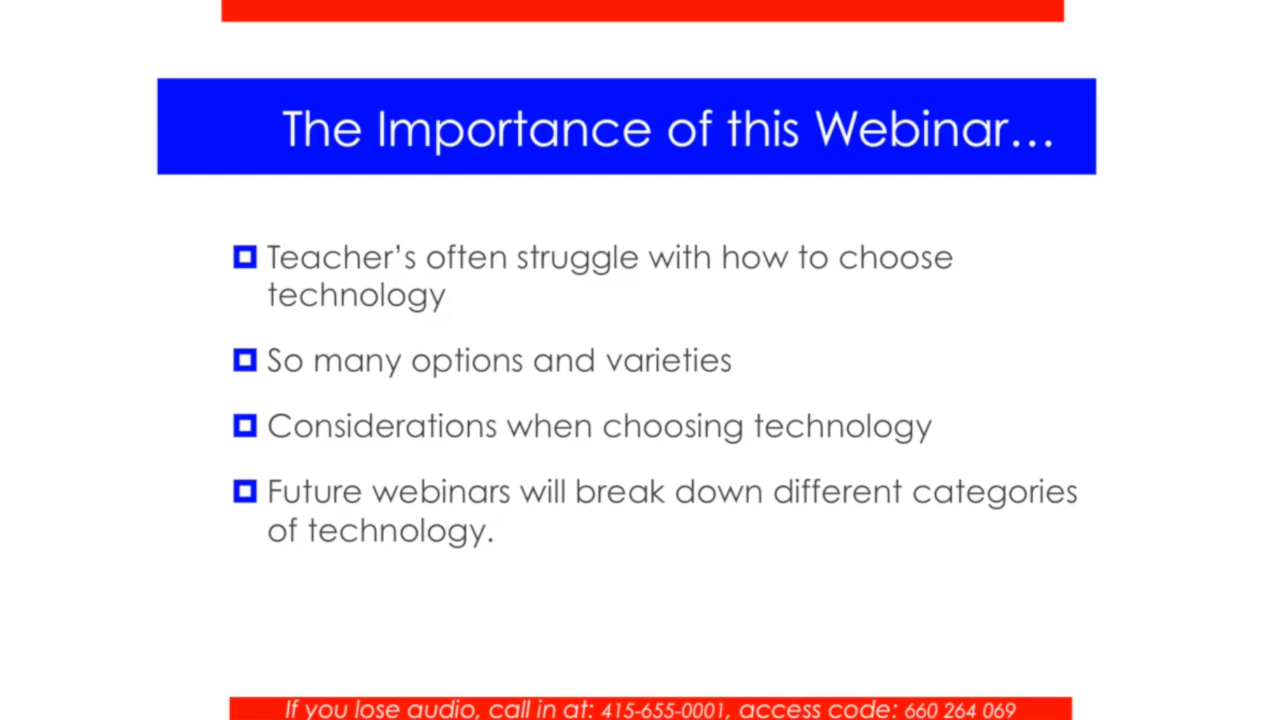 The Importance of this Webinar...
Teacher's often struggle with how to choose
technology
So many options and varieties
Considerations when choosing technology
Future webinars will break down different categories
of technology.
If you lose audio, call in at: 415-655-0001, access code: 660 264 069